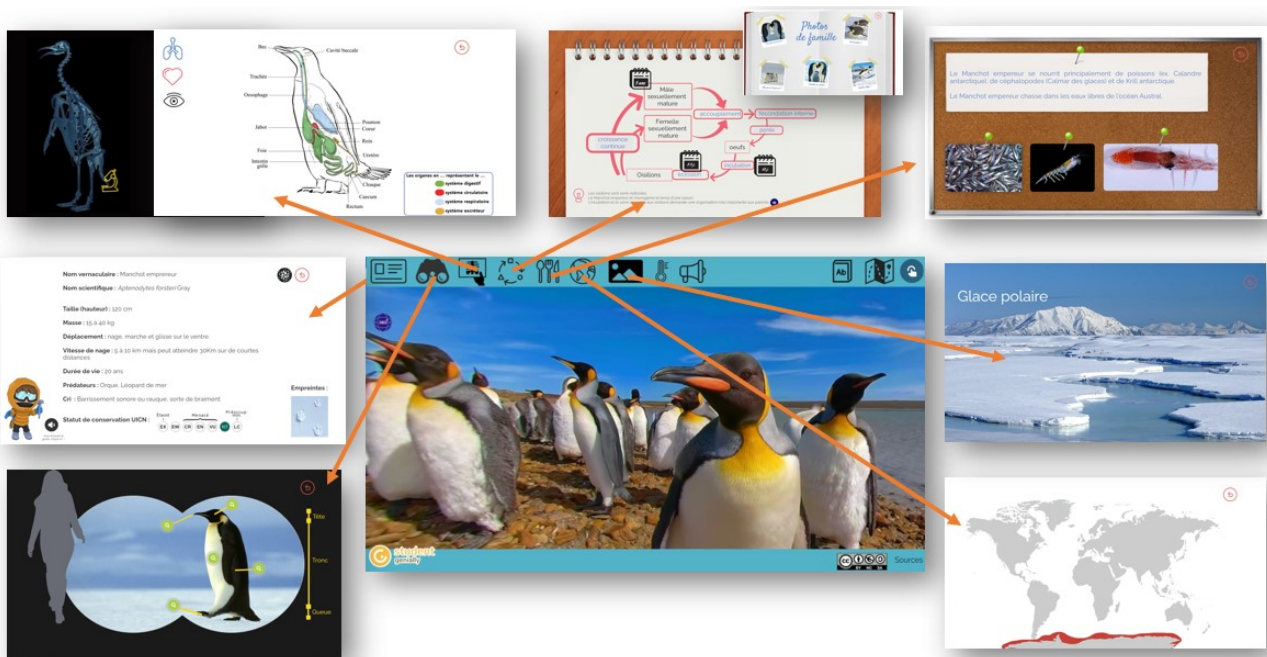 Bec
Cavité buccale
Trachée
Oesophage
Jabot
Foie
Intestin
grêle
Poumon
Coeur
Rein
Uretère
Cloaque
Caecum
Rectum
Les organes en ... représentent le ...
système digestif
système circulatoire
système respiratoire
système excréteur
Photos
de famille
Mâle
sexuellement
mature
Femelle
sexuellement
mature
accouplement
fécondation interne
ponte
oeufs
incubation
éclosion
Oisillons
croissance
continue
Le Manchot empereur se nourrit principalement de poissons (ex. Calandre
antarctique), de céphalopodes (Calmar des glaces) et de Krill antarctique.
Le Manchot empereur chasse dans les eaux libres de l'océan Austral.
Nom vernaculaire : Manchot emprereur
Nom scientifique : Aptenodytes forsteri Gray
Taille (hauteur) : 120 cm
Masse : 15 à 40 kg
Déplacement : nage, marche et glisse sur le ventre
Vitesse de nage : 5 à 10 km mais peut atteindre 30Km sur de courtes
distances
Durée de vie : 20 ans
Prédateurs : Orque, Léopard de mer
Cri : Barrissement sonore ou rauque, sorte de braiment
Empreintes :
Statut de conservation UICN :
Eteint
Menacé
EX EW CR EN VU NT LC
Ab
Glace polaire
Tête
Tronc
Queue
G
student
genially
cc
BY NC SA
Sources